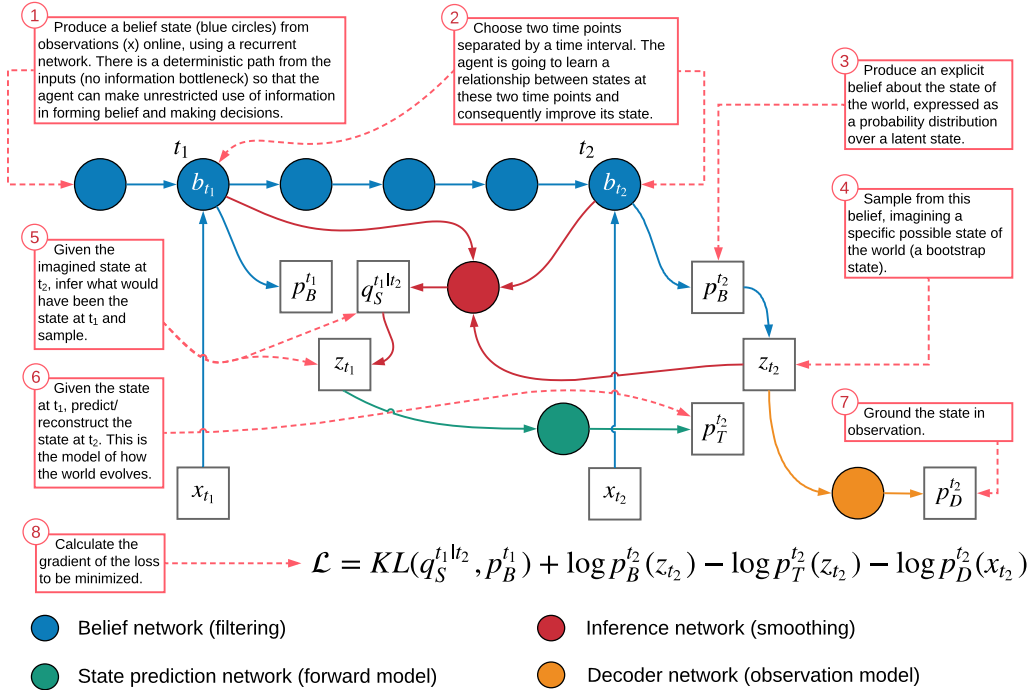 1
Produce a belief state (blue circles) from
observations (x) online, using a recurrent
network. There is a deterministic path from the
inputs (no information bottleneck) so that the
agent can make unrestricted use of information
in forming belief and making decisions.
2
Choose two time points
separated by a time interval. The
agent is going to learn a
relationship between states at
these two time points and
consequently improve its state.
3
Produce an explicit
belief about the state of
the world, expressed as
a probability distribution
over a latent state.
t₁
t₂
b_{t₁}
b_{t₂}
4
Sample from this
belief, imagining a
specific possible state of
the world (a bootstrap
state).
5
Given the
imagined state at
t₂, infer what would
have been the
state at t₁ and
sample.
p_B^{t₁}
q_S^{t₁|t₂}
p_B^{t₂}
z_{t₁}
z_{t₂}
6
Given the state
at t₁, predict/
reconstruct the
state at t₂. This is
the model of how
the world evolves.
p_T^{t₂}
7
Ground the state in
observation.
x_{t₁}
x_{t₂}
p_D^{t₂}
8
Calculate the
gradient of the loss
to be minimized.
ℒ = KL(q_S^{t₁|t₂}, p_B^{t₁}) + log p_B^{t₂}(z_{t₂}) − log p_T^{t₂}(z_{t₂}) − log p_D^{t₂}(x_{t₂})
Belief network (filtering)
Inference network (smoothing)
State prediction network (forward model)
Decoder network (observation model)